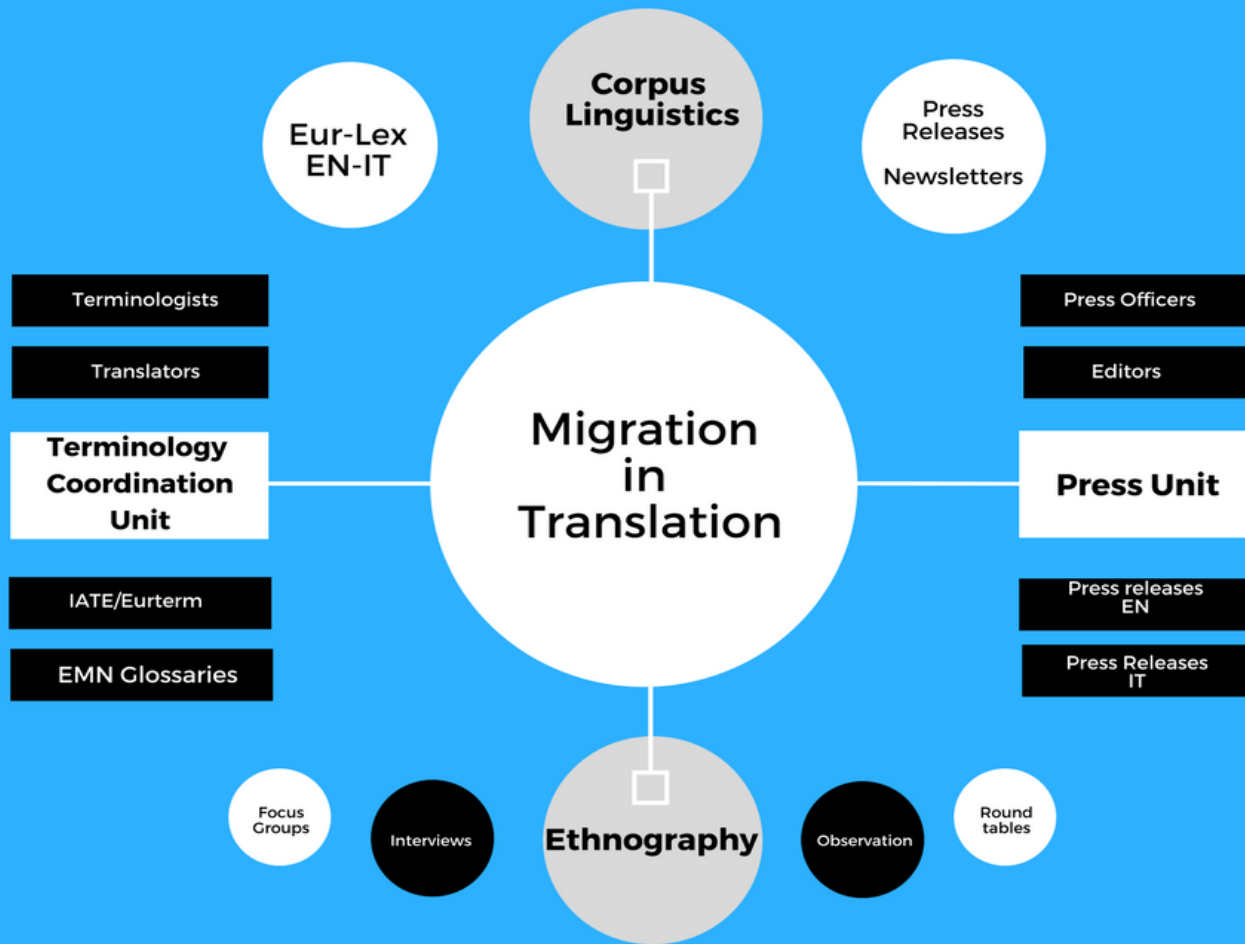 Corpus
Linguistics
Eur-Lex
EN-IT
Press
Releases
Newsletters
Terminologists
Translators
Terminology
Coordination
Unit
IATE/Eurterm
EMN Glossaries
Migration
in
Translation
Press Officers
Editors
Press Unit
Press releases
EN
Press Releases
IT
Focus
Groups
Interviews
Ethnography
Observation
Round
tables